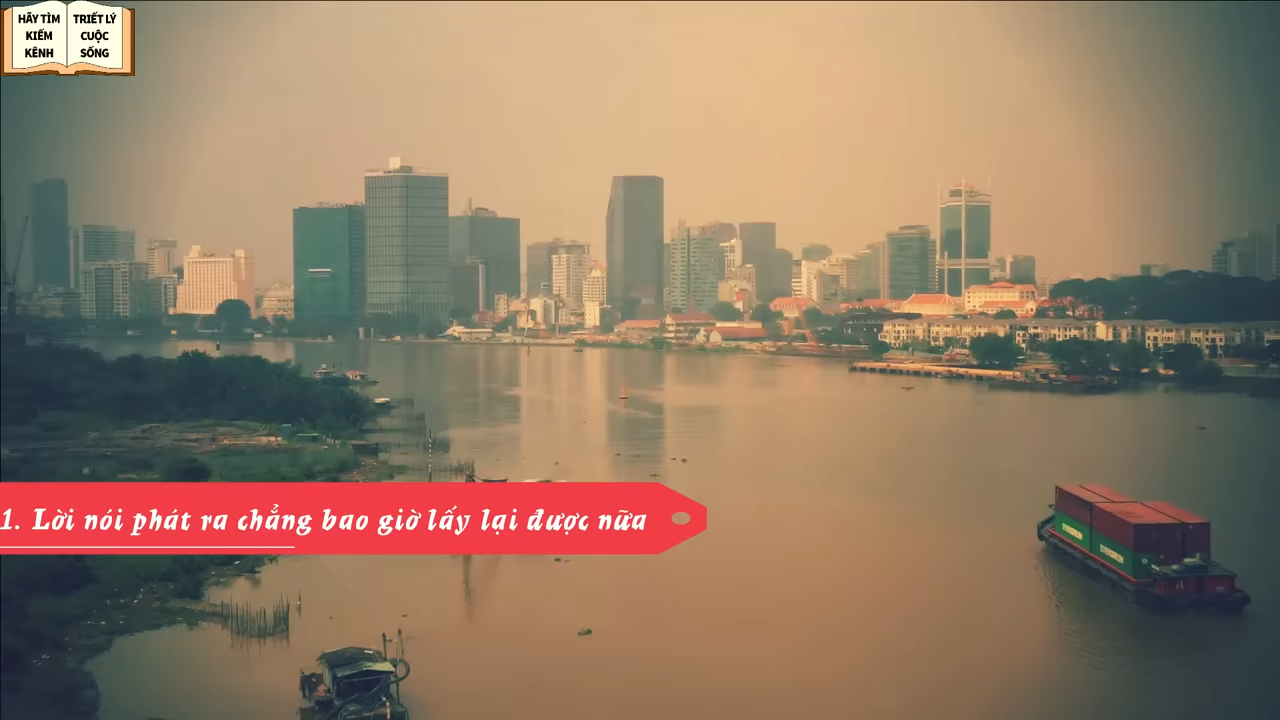 HÃY TÌM
KIẾM
KÊNH
TRIẾT LÝ
CUỘC
SỐNG
1. Lời nói phát ra chẳng bao giờ lấy lại được nữa